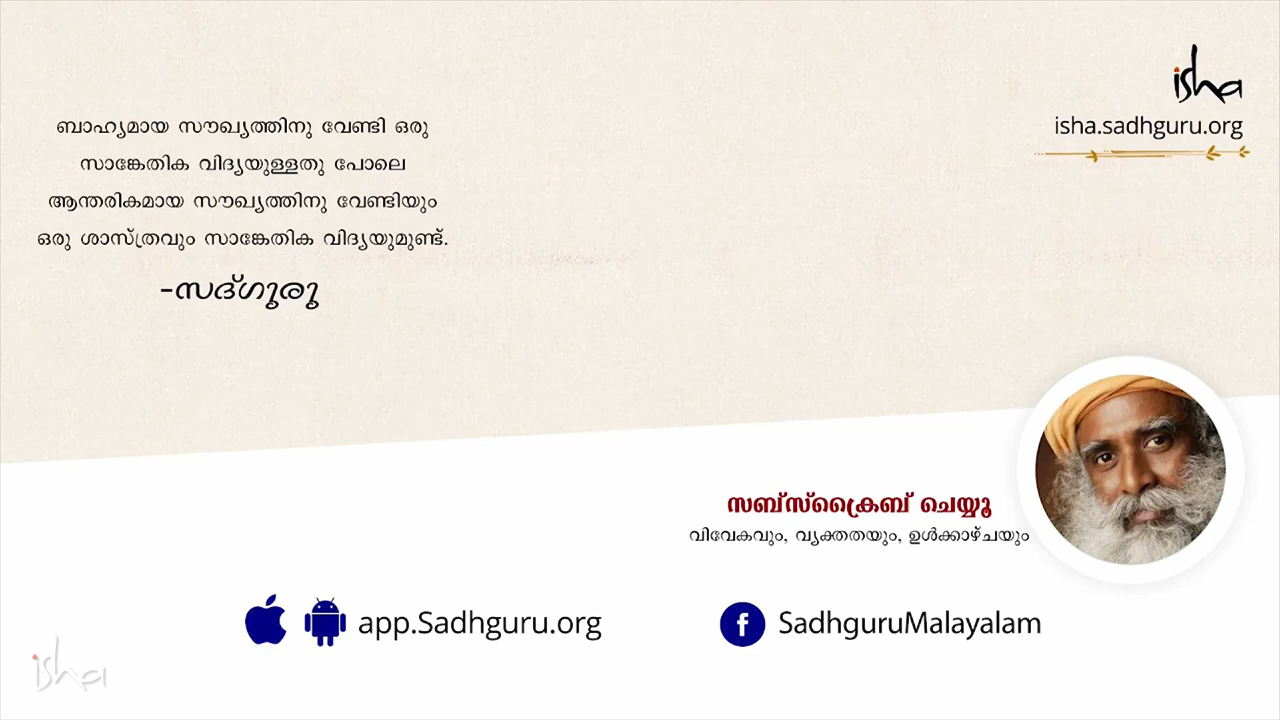 ബാഹ്യമായ സൗഖ്യത്തിനു വേണ്ടി ഒരു
സാങ്കേതിക വിദ്യയുള്ളതു പോലെ
ആന്തരികമായ സൗഖ്യത്തിനു വേണ്ടിയും
ഒരു ശാസ്ത്രവും സാങ്കേതിക വിദ്യയുമുണ്ട്.
-സദ്ഗുരു
isha
isha.sadhguru.org
സബ്സ്ക്രൈബ് ചെയ്യൂ
വിവേകവും, വ്യക്തതയും, ഉൾക്കാഴ്ചയും
app.Sadhguru.org
f SadhguruMalayalam
isha